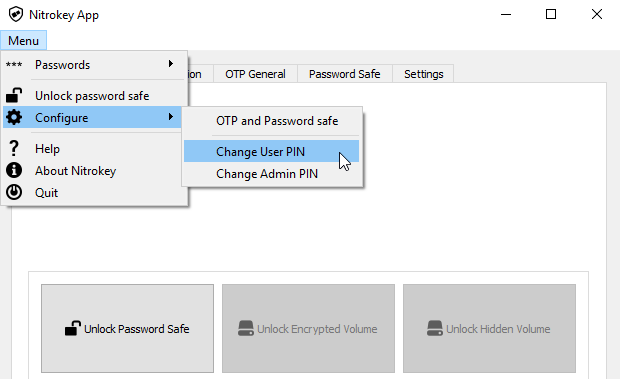 Nitrokey App
Menu
OTP General
Password Safe
Settings
*** Passwords
Unlock password safe
Configure
Help
About Nitrokey
Quit
OTP and Password safe
Change User PIN
Change Admin PIN
Unlock Password Safe
Unlock Encrypted Volume
Unlock Hidden Volume